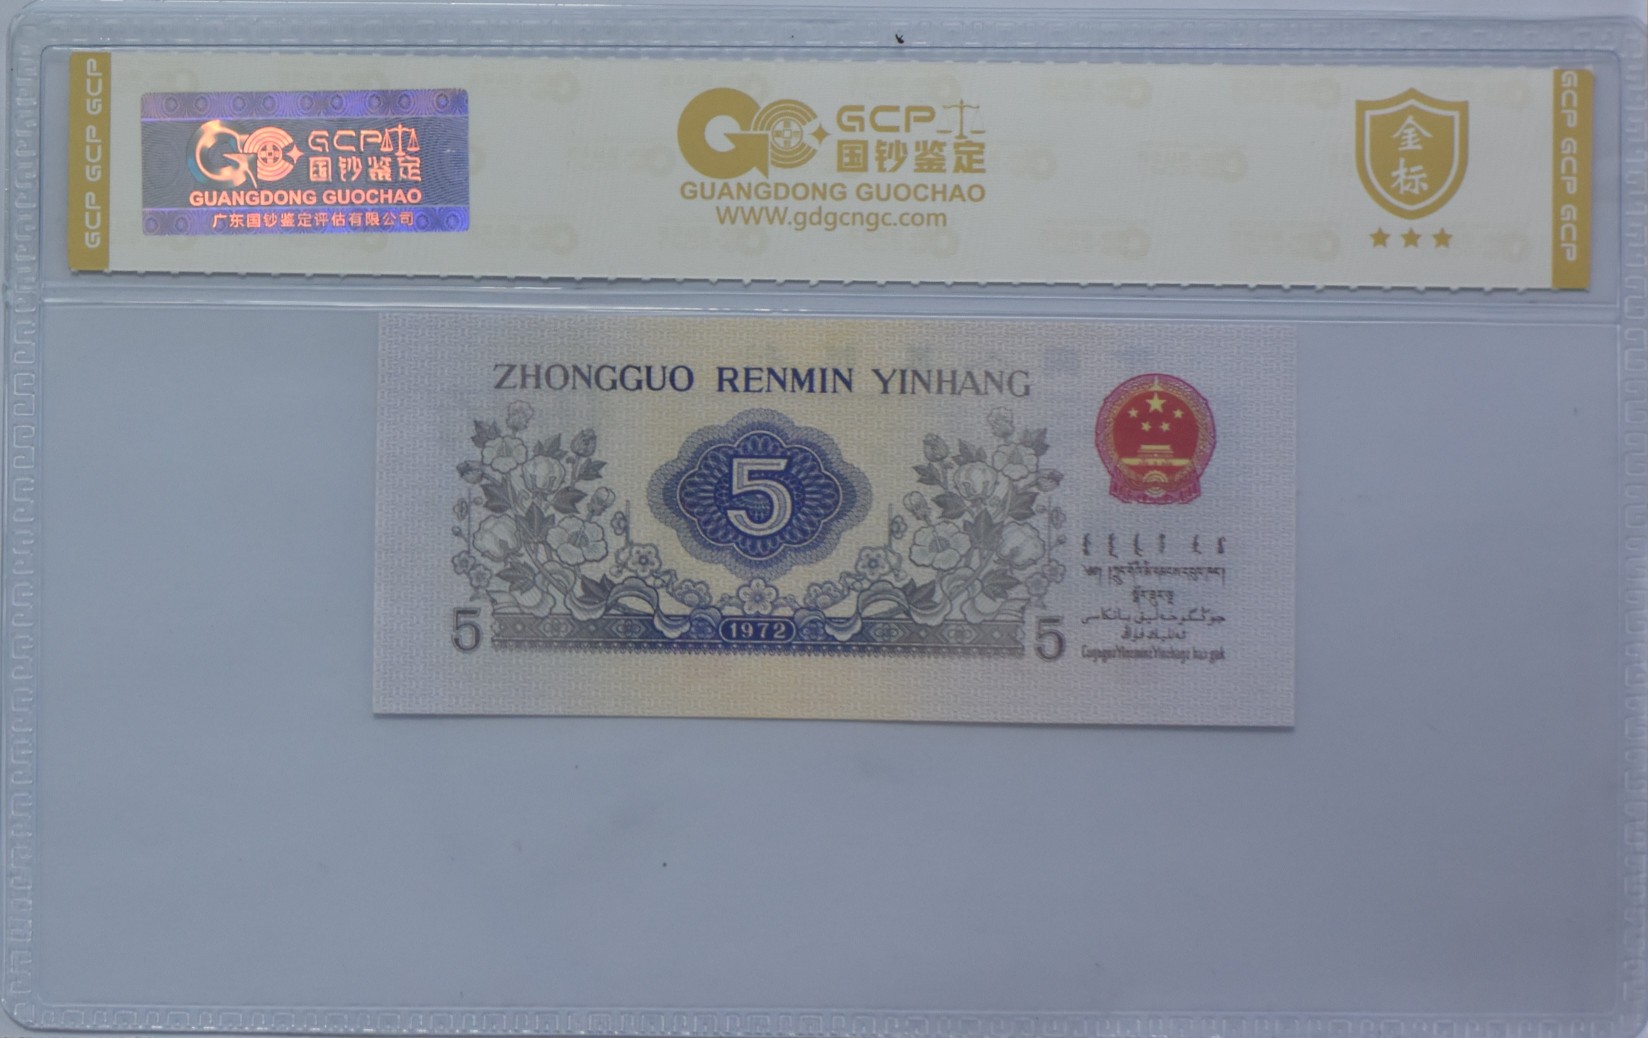 GCP GCP GCP
GCP
国钞鉴定
GUANGDONG GUOCHAO
广东国钞鉴定评估有限公司
GCP
国钞鉴定
GUANGDONG GUOCHAO
WWW.gdgcngc.com
金
标
GCP GCP GCP
ZHONGGUO RENMIN YINHANG
5
1972
5
5